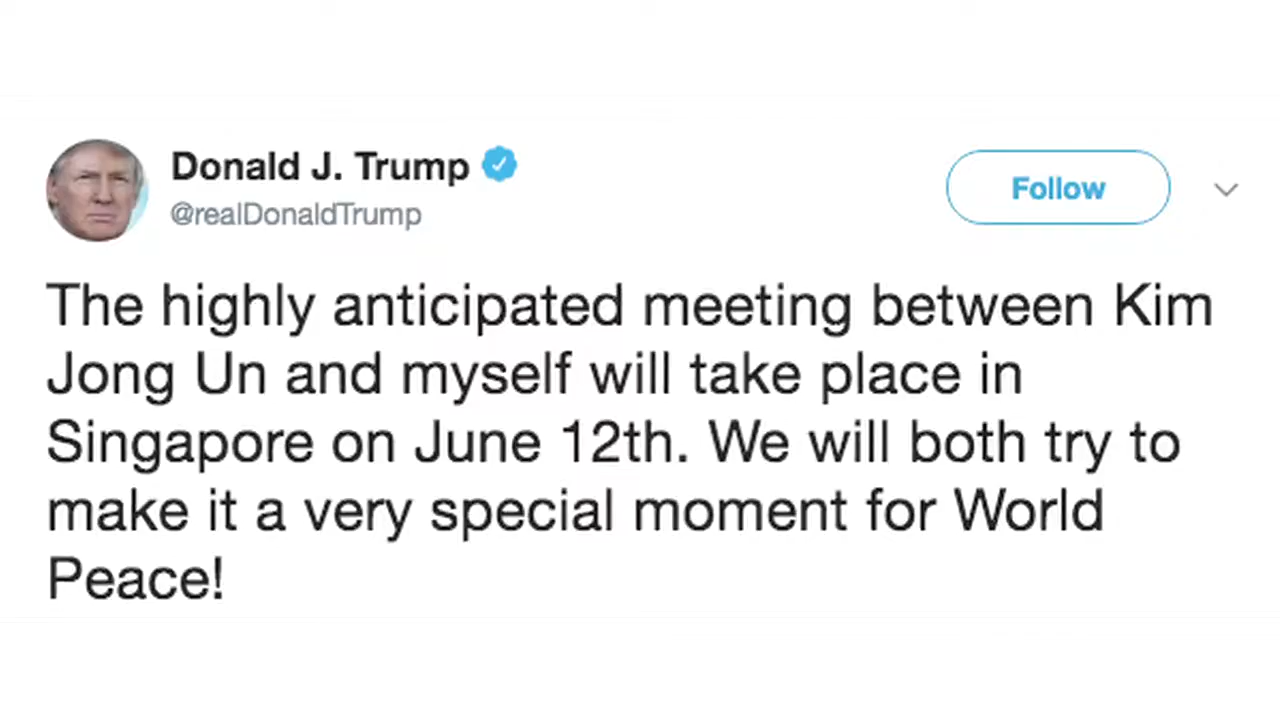 Donald J. Trump
@realDonaldTrump
Follow
The highly anticipated meeting between Kim
Jong Un and myself will take place in
Singapore on June 12th. We will both try to
make it a very special moment for World
Peace!